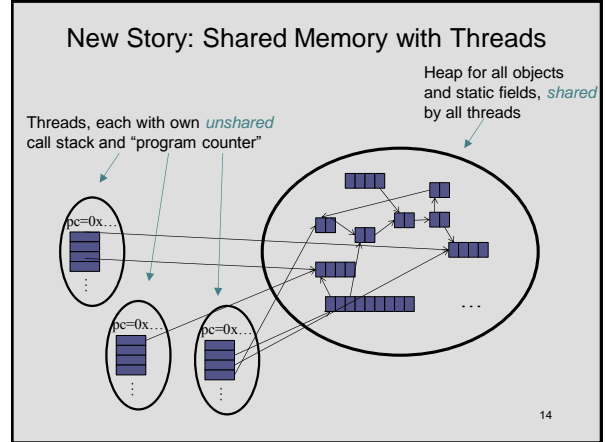 New Story: Shared Memory with Threads
Heap for all objects
and static fields, shared
by all threads
Threads, each with own unshared
call stack and “program counter”
pc=0x…
pc=0x…
pc=0x…
…
14